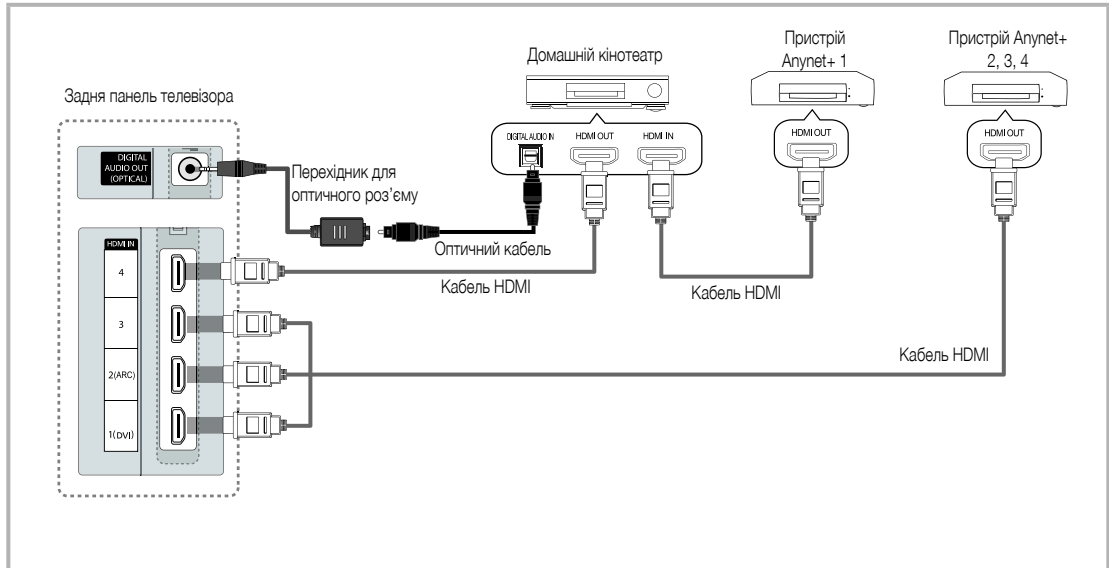 Задня панель телевізора
Домашній кінотеатр
Пристрій
Anynet+ 1
Пристрій Anynet+
2, 3, 4
DIGITAL
AUDIO OUT
(OPTICAL)
DIGITAL AUDIO IN
HDMI OUT
HDMI IN
HDMI OUT
HDMI OUT
Перехідник для
оптичного роз’єму
Оптичний кабель
HDMI IN
4
3
2(ARC)
1(DVI)
Кабель HDMI
Кабель HDMI
Кабель HDMI